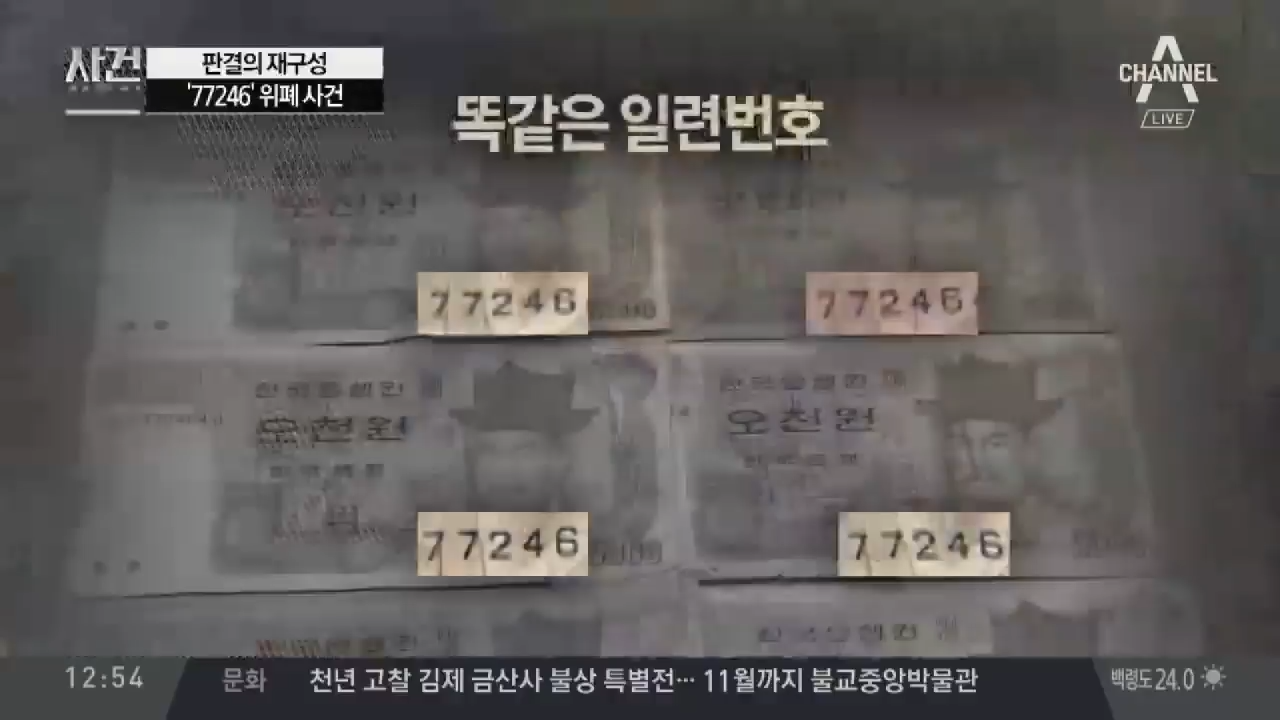 사건
판결의 재구성
'77246' 위폐 사건
CHANNEL A
LIVE
똑같은 일련번호
77246
77246
오천원
오천원
77246
77246
12:54
문화
천년 고찰 김제 금산사 불상 특별전… 11월까지 불교중앙박물관
백령도 24.0